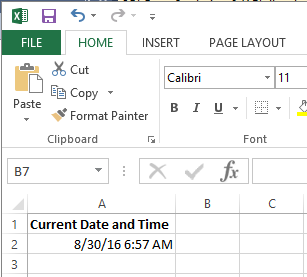 FILE HOME INSERT PAGE LAYOUT
Cut
Copy
Format Painter
Paste
Clipboard
Calibri 11
B I U
Font
B7 fx
A B C
1 Current Date and Time
2 8/30/16 6:57 AM
3